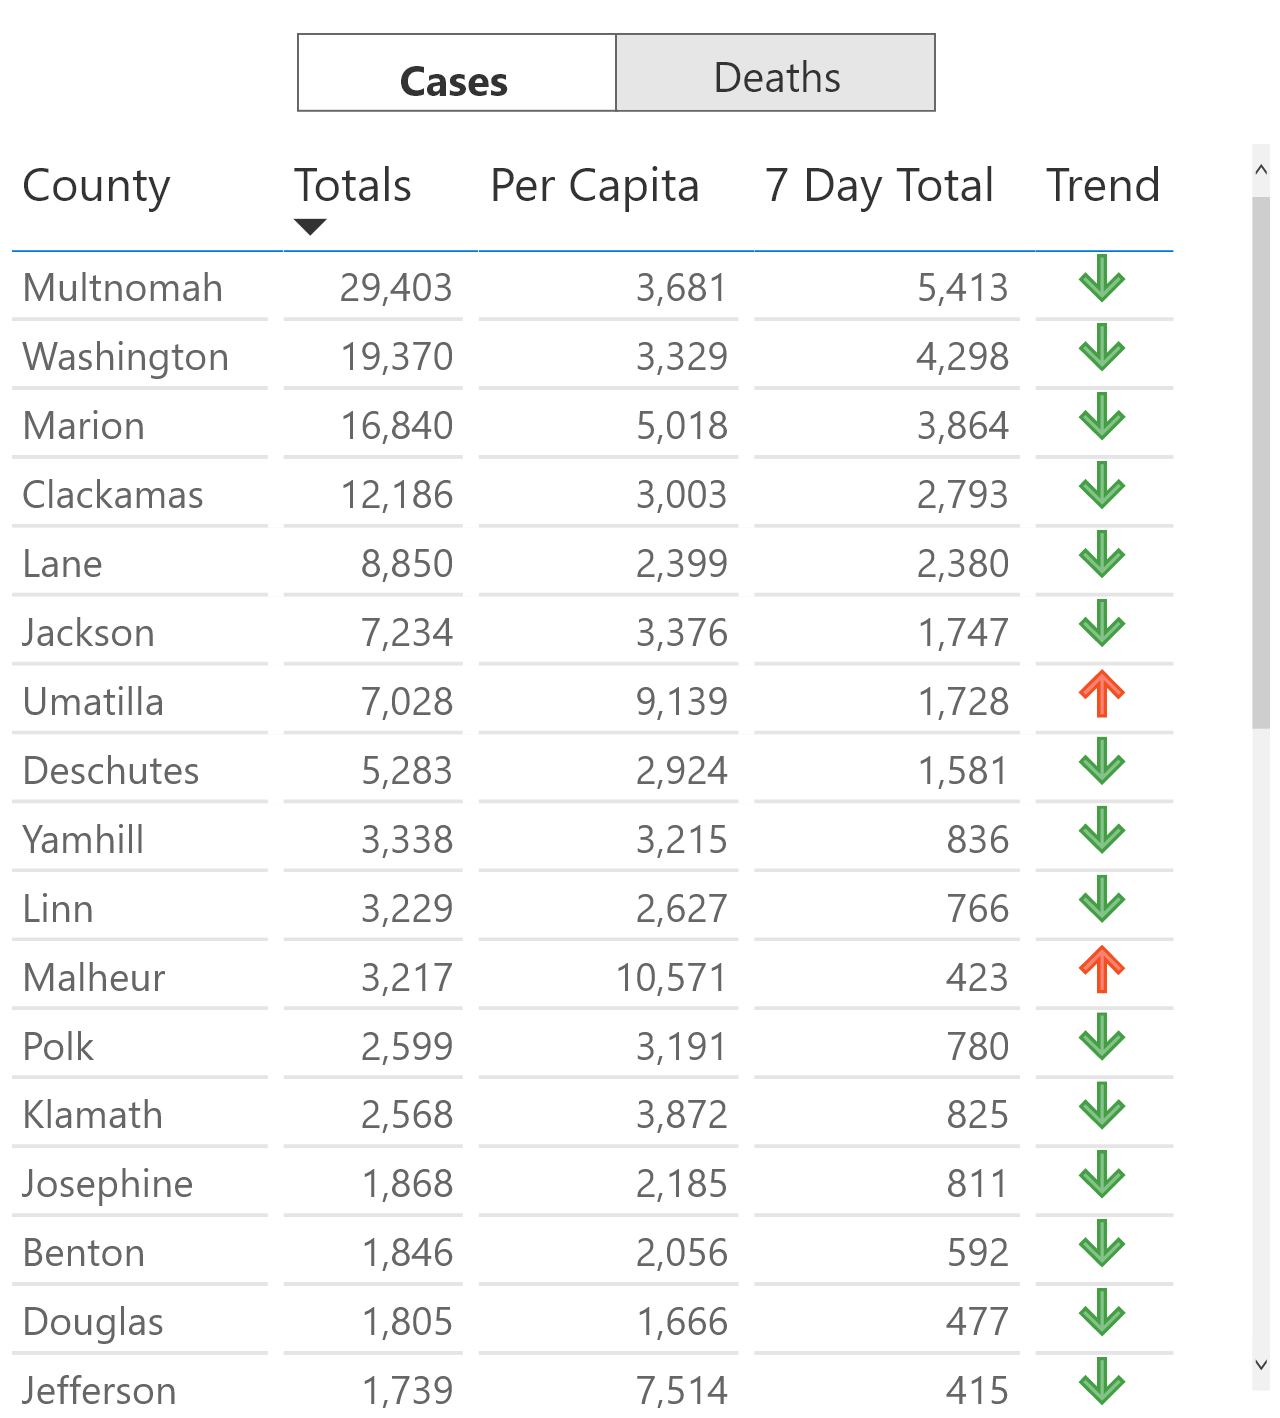 Cases Deaths
County Totals Per Capita 7 Day Total Trend
Multnomah 29,403 3,681 5,413
Washington 19,370 3,329 4,298
Marion 16,840 5,018 3,864
Clackamas 12,186 3,003 2,793
Lane 8,850 2,399 2,380
Jackson 7,234 3,376 1,747
Umatilla 7,028 9,139 1,728
Deschutes 5,283 2,924 1,581
Yamhill 3,338 3,215 836
Linn 3,229 2,627 766
Malheur 3,217 10,571 423
Polk 2,599 3,191 780
Klamath 2,568 3,872 825
Josephine 1,868 2,185 811
Benton 1,846 2,056 592
Douglas 1,805 1,666 477
Jefferson 1,739 7,514 415